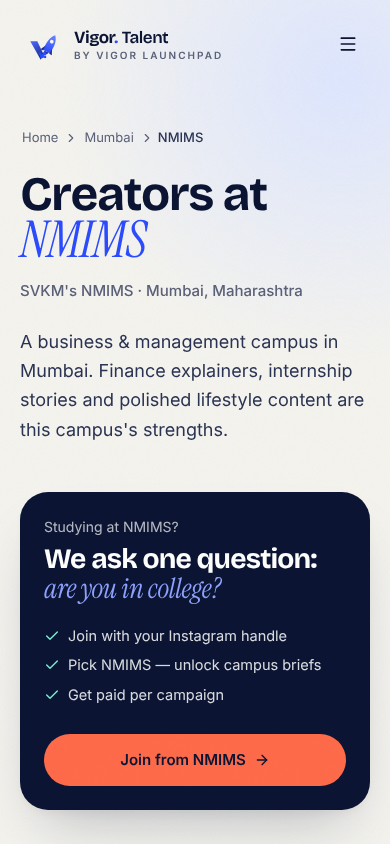 Vigor. Talent
BY VIGOR LAUNCHPAD
Home > Mumbai > NMIMS
Creators at
NMIMS
SVKM's NMIMS · Mumbai, Maharashtra
A business & management campus in
Mumbai. Finance explainers, internship
stories and polished lifestyle content are
this campus's strengths.
Studying at NMIMS?
We ask one question:
are you in college?
Join with your Instagram handle
Pick NMIMS — unlock campus briefs
Get paid per campaign
Join from NMIMS →